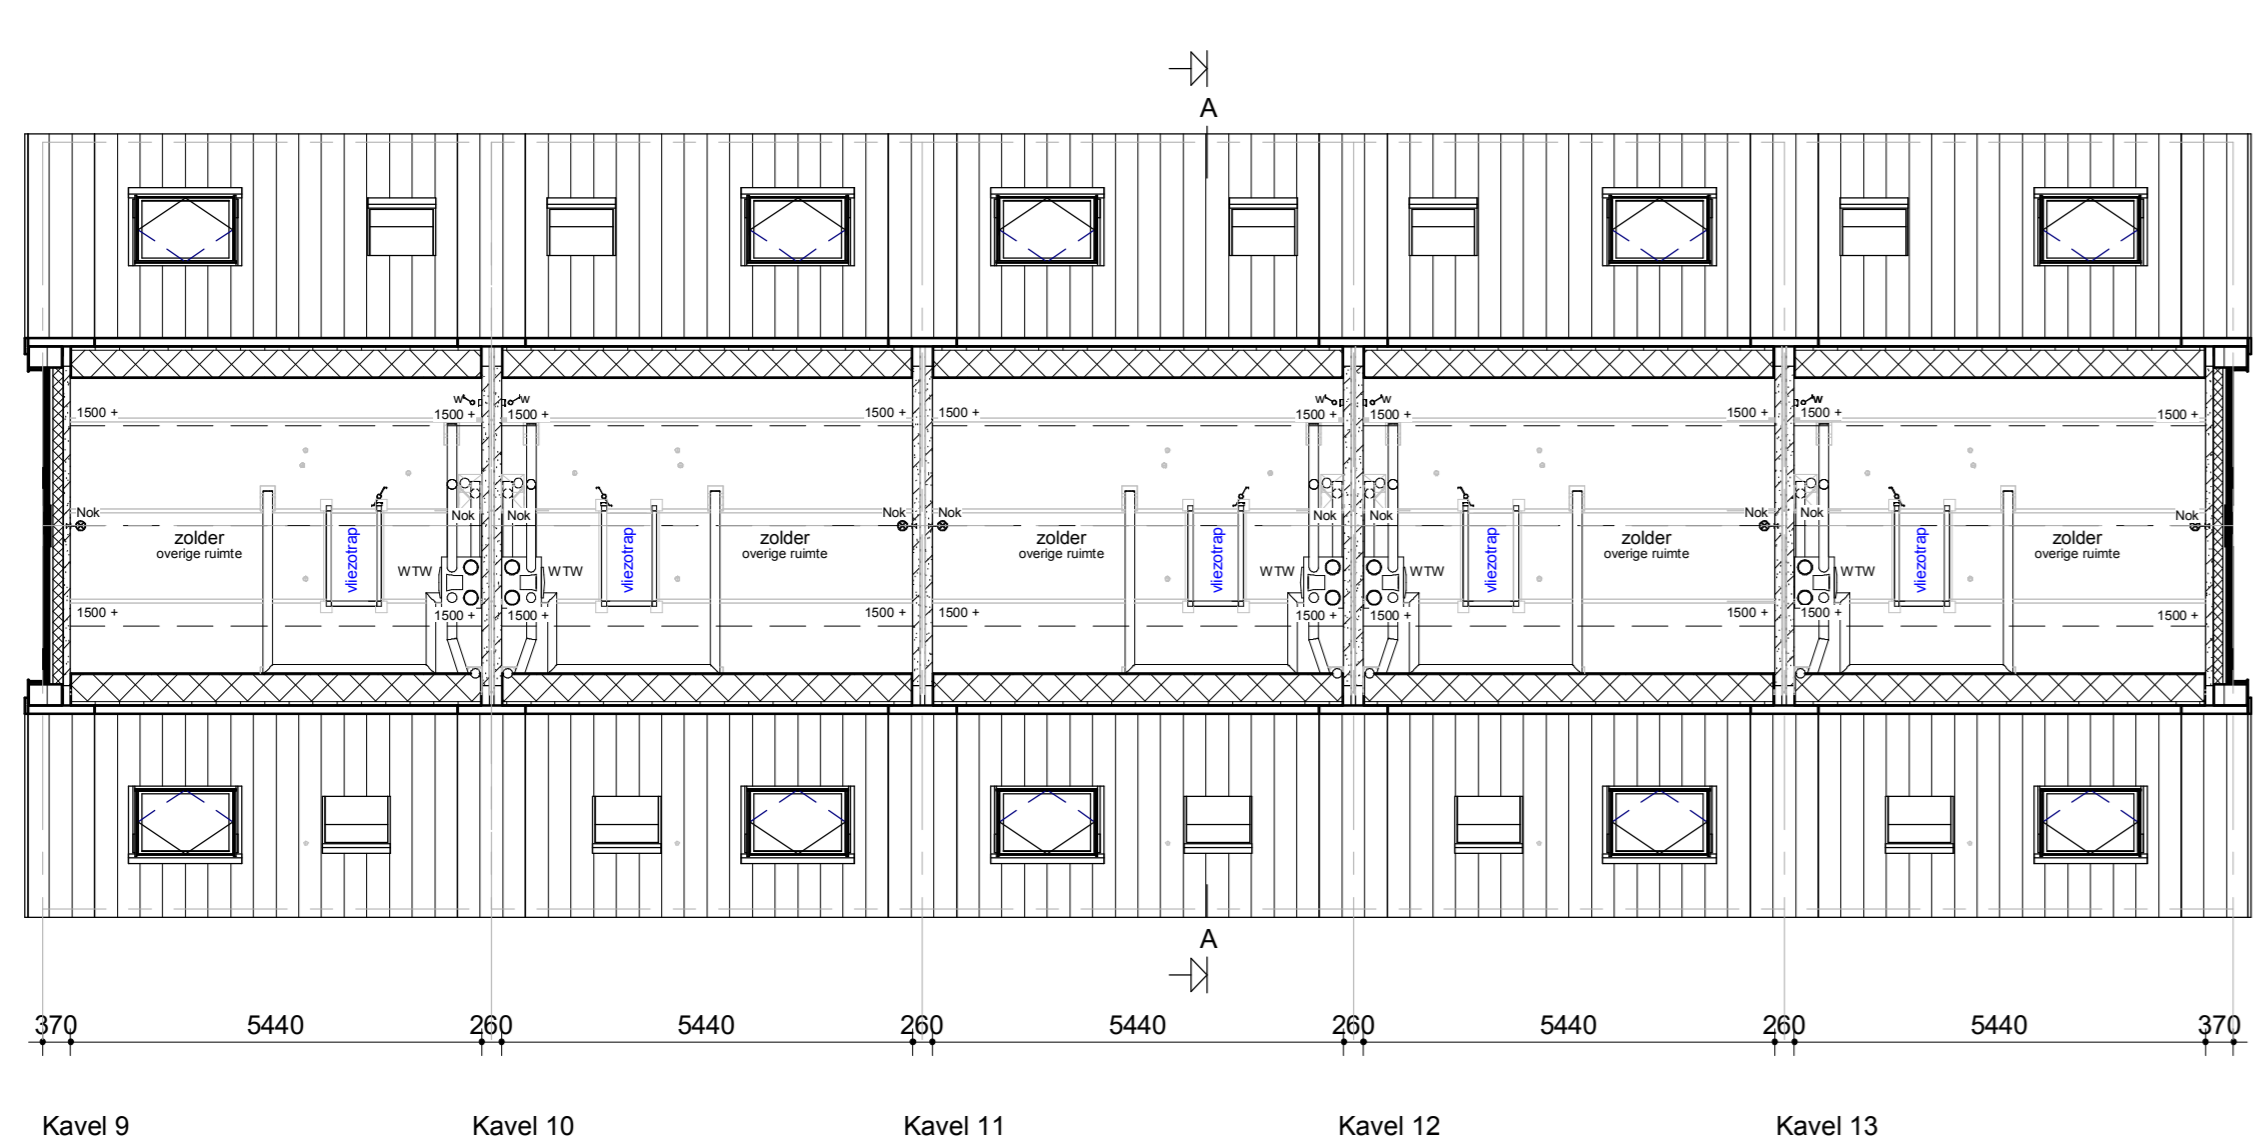 A
w w w w w
1500 + 1500 + 1500 + 1500 + 1500 + 1500 + 1500 + 1500 + 1500 + 1500 +
Nok Nok Nok Nok Nok Nok Nok Nok Nok Nok
zolder vliezotrap vliezotrap zolder zolder vliezotrap vliezotrap zolder vliezotrap zolder
overige ruimte overige ruimte overige ruimte overige ruimte overige ruimte
WTW WTW WTW WTW WTW
1500 + 1500 + 1500 + 1500 + 1500 + 1500 + 1500 + 1500 + 1500 + 1500 +
A
370 5440 260 5440 260 5440 260 5440 260 5440 370
Kavel 9 Kavel 10 Kavel 11 Kavel 12 Kavel 13